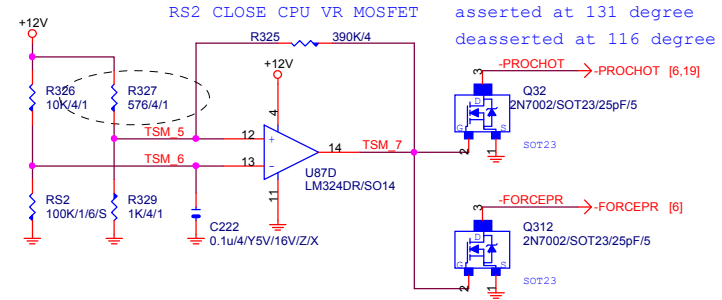 RS2 CLOSE CPU VR MOSFET asserted at 131 degree
deasserted at 116 degree
+12V
R325 390K/4
+12V
R326
10K/4/1
R327
576/4/1
TSM_5
TSM_6
12
13
+
-
4
11
14
TSM_7
U87D
LM324DR/SO14
RS2
100K/1/6/S
R329
1K/4/1
C222
0.1u/4/Y5V/16V/Z/X
-PROCHOT
-PROCHOT [6,19]
3
Q32
2N7002/SOT23/25pF/5
D
G
S
2
1
SOT23
-FORCEPR
-FORCEPR [6]
3
Q312
2N7002/SOT23/25pF/5
D
G
S
2
1
SOT23